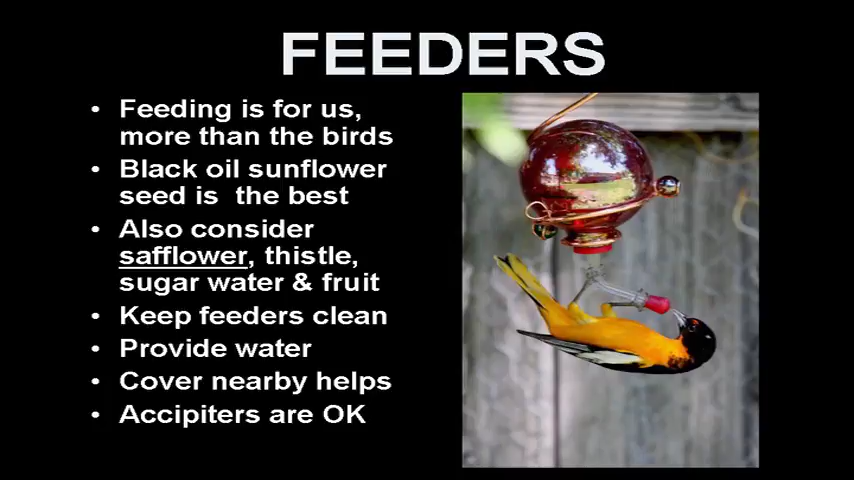 FEEDERS
• Feeding is for us,
more than the birds
• Black oil sunflower
seed is  the best
• Also consider
safflower, thistle,
sugar water & fruit
• Keep feeders clean
• Provide water
• Cover nearby helps
• Accipiters are OK